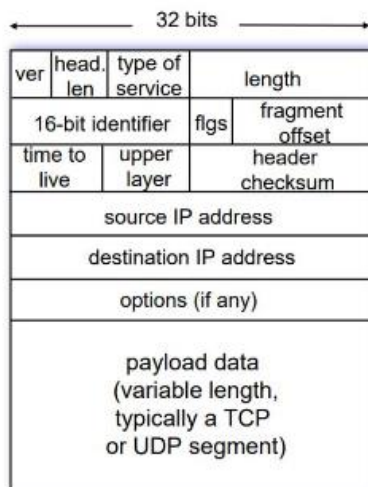 32 bits
ver head. len type of service length
16-bit identifier flgs fragment offset
time to live upper layer header checksum
source IP address
destination IP address
options (if any)
payload data
(variable length,
typically a TCP
or UDP segment)